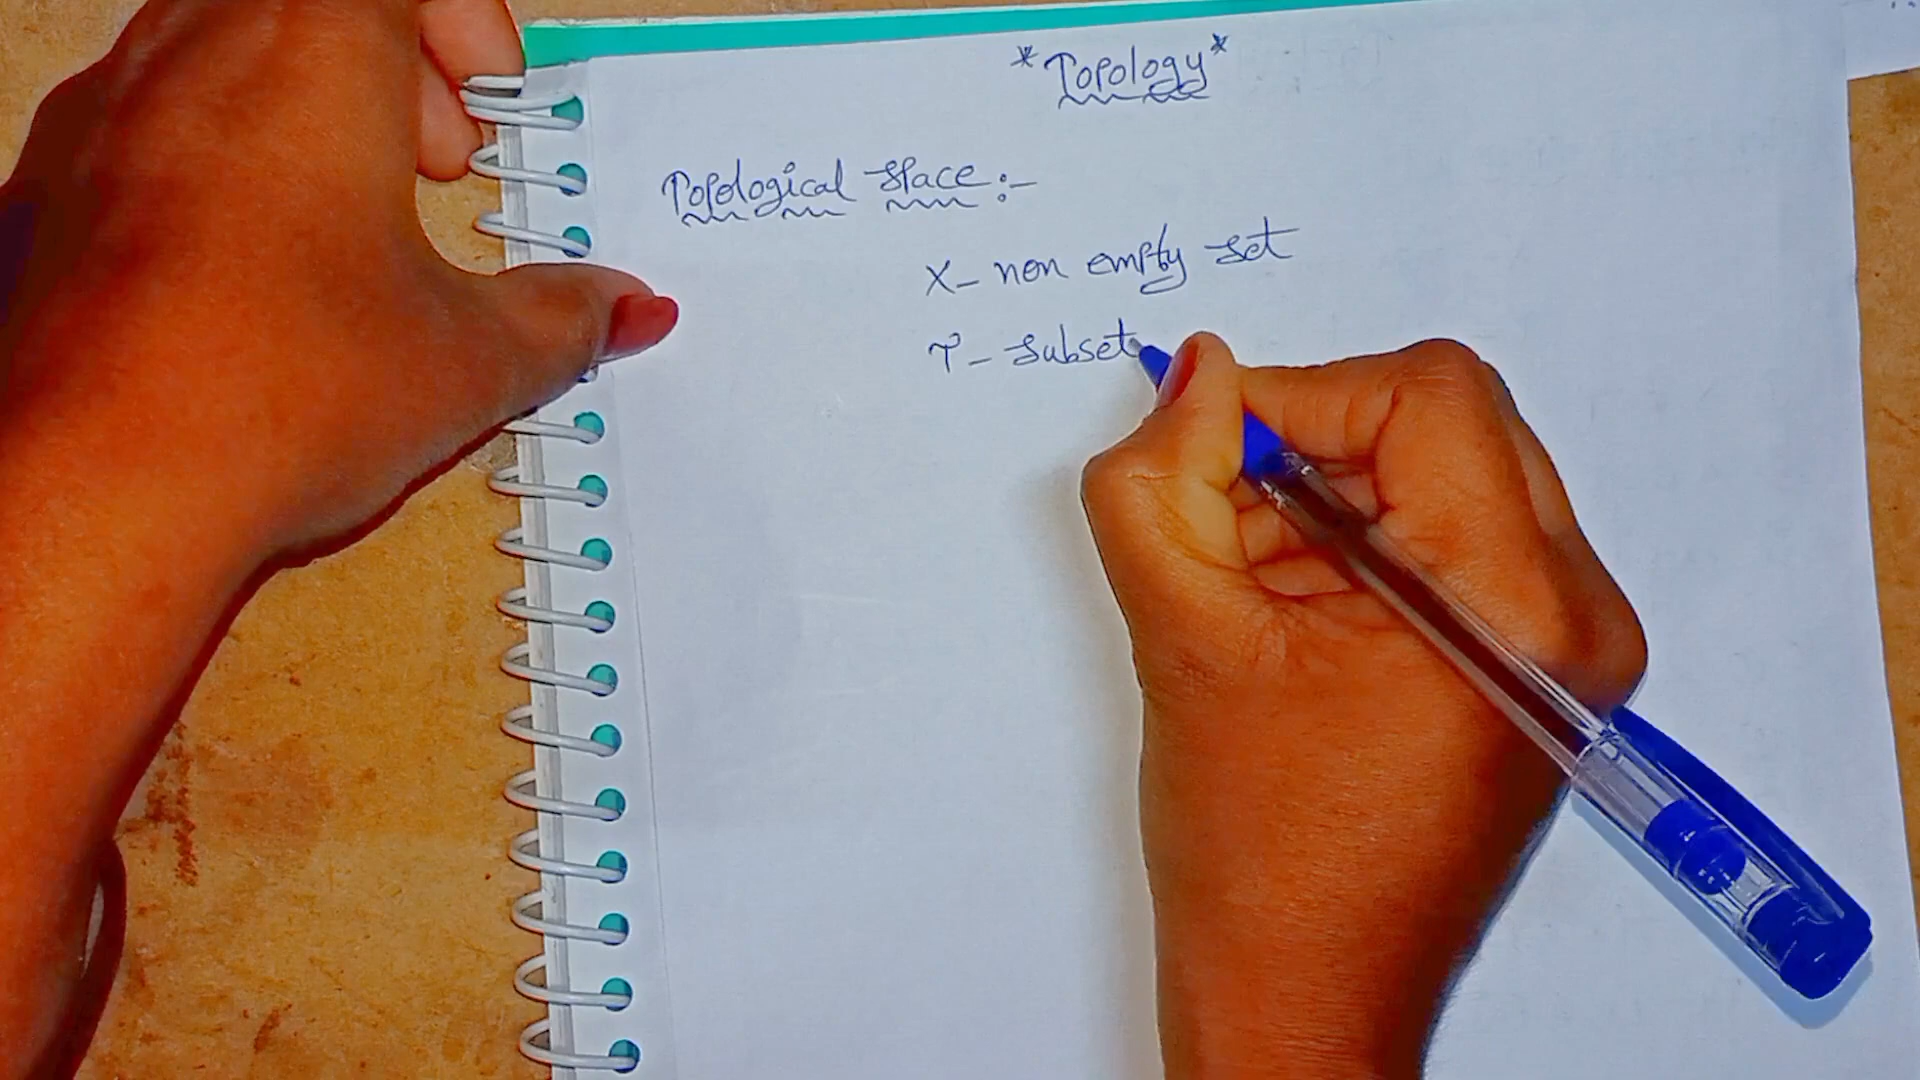 *Topology*
Topological space:-
X- non empty set
τ- subset